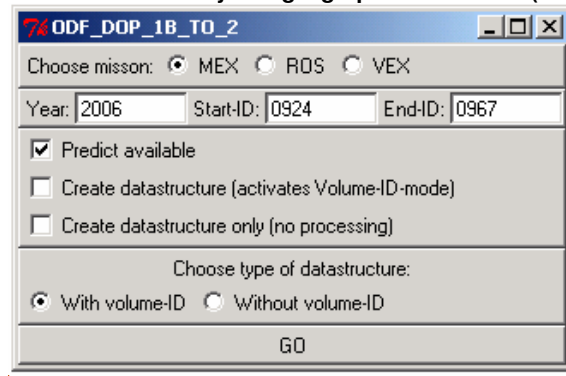 ODF_DOP_1B_TO_2
Choose misson: MEX ROS VEX
Year: 2006 Start-ID: 0924 End-ID: 0967
Predict available
Create datastructure (activates Volume-ID-mode)
Create datastructure only (no processing)
Choose type of datastructure:
With volume-ID Without volume-ID
GO